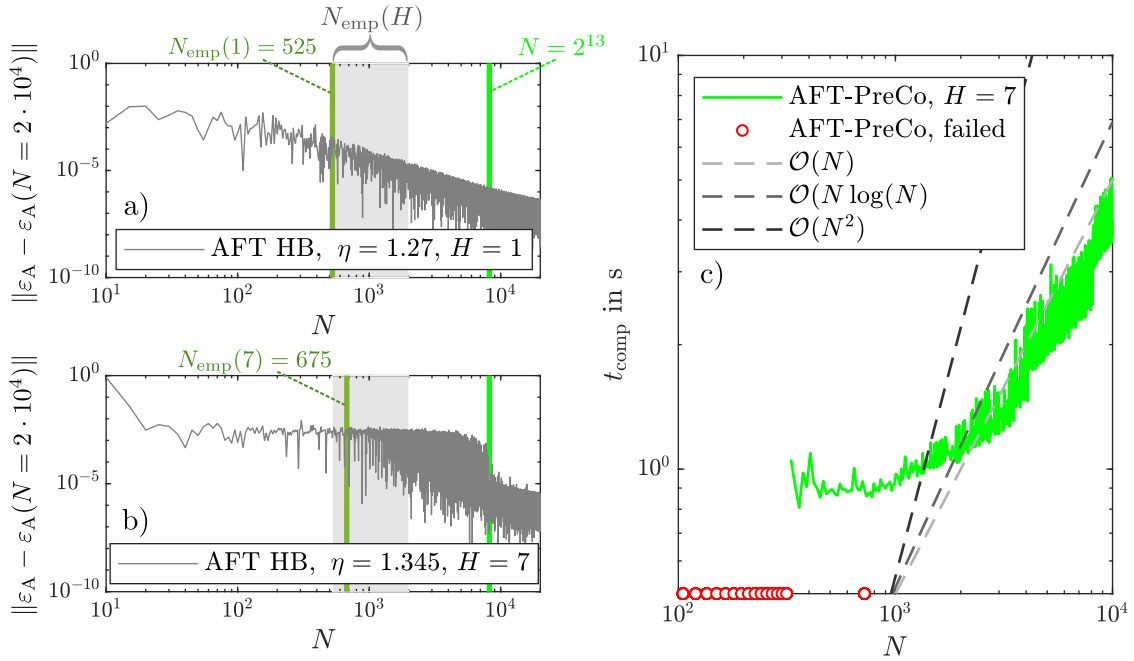 N_emp(H)
N_emp(1) = 525
N = 2^13
‖ε_A − ε_A(N = 2 · 10^4)‖
10^0
10^-5
10^-10
a)
AFT HB, η = 1.27, H = 1
10^1 10^2 10^3 10^4
N
N_emp(7) = 675
‖ε_A − ε_A(N = 2 · 10^4)‖
10^0
10^-5
10^-10
b)
AFT HB, η = 1.345, H = 7
10^1 10^2 10^3 10^4
N
10^1
10^0
t_comp in s
AFT-PreCo, H = 7
AFT-PreCo, failed
O(N)
O(N log(N)
O(N^2)
c)
10^2 10^3 10^4
N